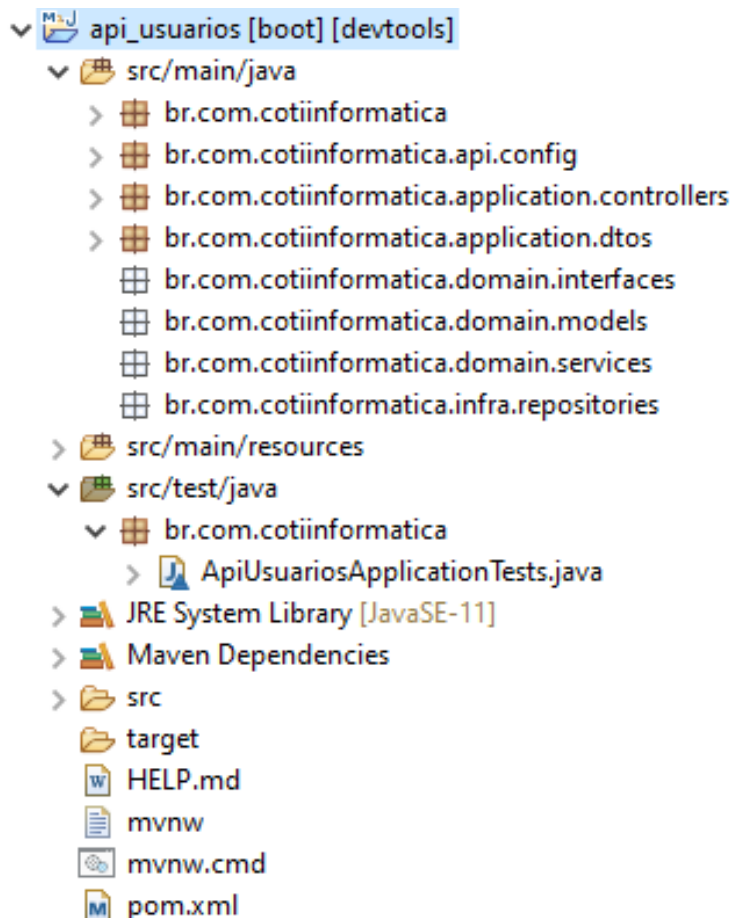 api_usuarios [boot] [devtools]
src/main/java
br.com.cotiinformatica
br.com.cotiinformatica.api.config
br.com.cotiinformatica.application.controllers
br.com.cotiinformatica.application.dtos
br.com.cotiinformatica.domain.interfaces
br.com.cotiinformatica.domain.models
br.com.cotiinformatica.domain.services
br.com.cotiinformatica.infra.repositories
src/main/resources
src/test/java
br.com.cotiinformatica
ApiUsuariosApplicationTests.java
JRE System Library [JavaSE-11]
Maven Dependencies
src
target
HELP.md
mvnw
mvnw.cmd
pom.xml